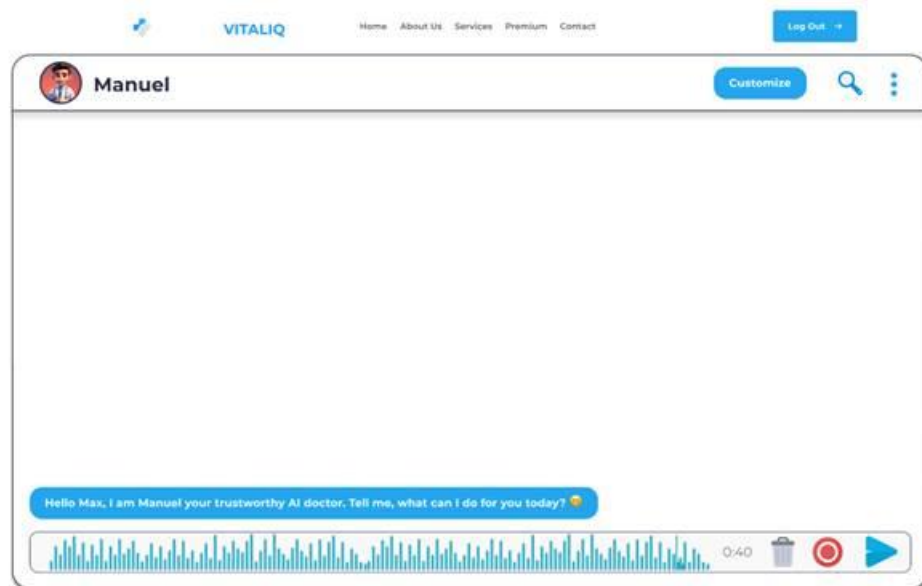 VITALIQ
Home About Us Services Premium Contact
Log Out →
Manuel
Customize
Hello Max, I am Manuel your trustworthy AI doctor. Tell me, what can I do for you today?
0:40